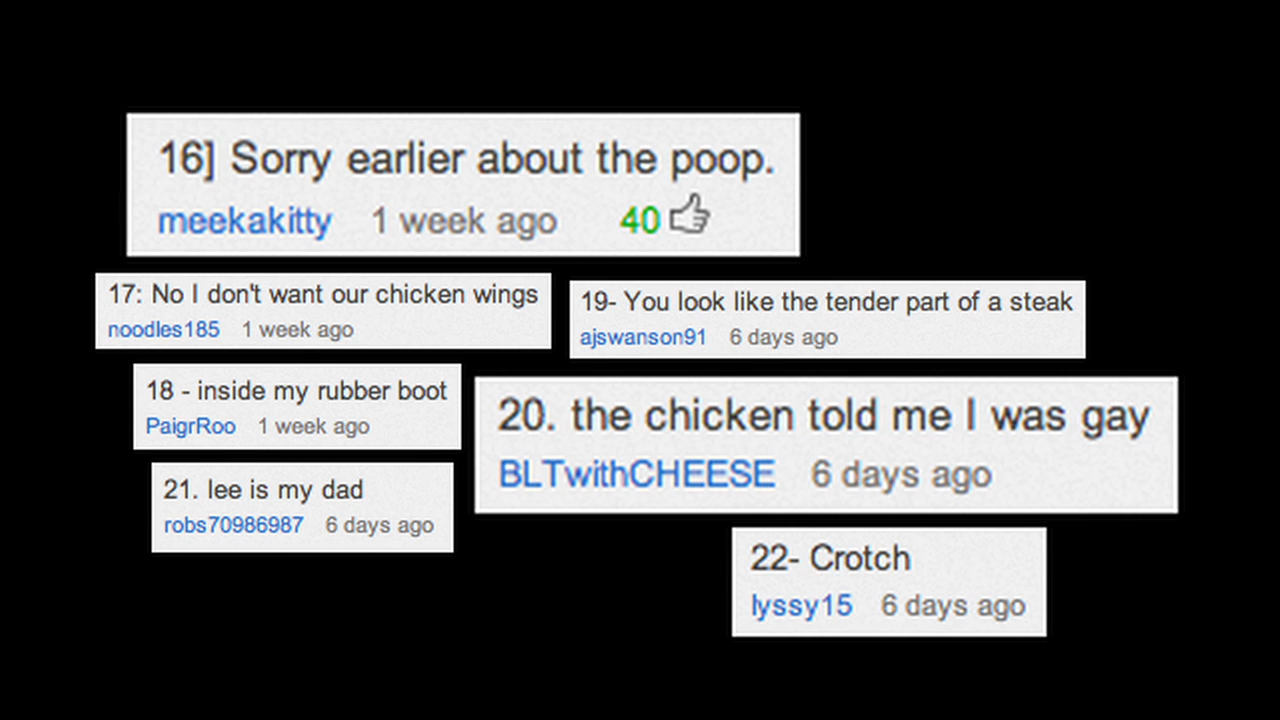 16] Sorry earlier about the poop.
meekakitty 1 week ago 40
17: No I don't want our chicken wings
noodles185 1 week ago
18 - inside my rubber boot
PaigrRoo 1 week ago
19- You look like the tender part of a steak
ajswanson91 6 days ago
20. the chicken told me I was gay
BLTwithCHEESE 6 days ago
21. lee is my dad
robs70986987 6 days ago
22- Crotch
lyssy15 6 days ago